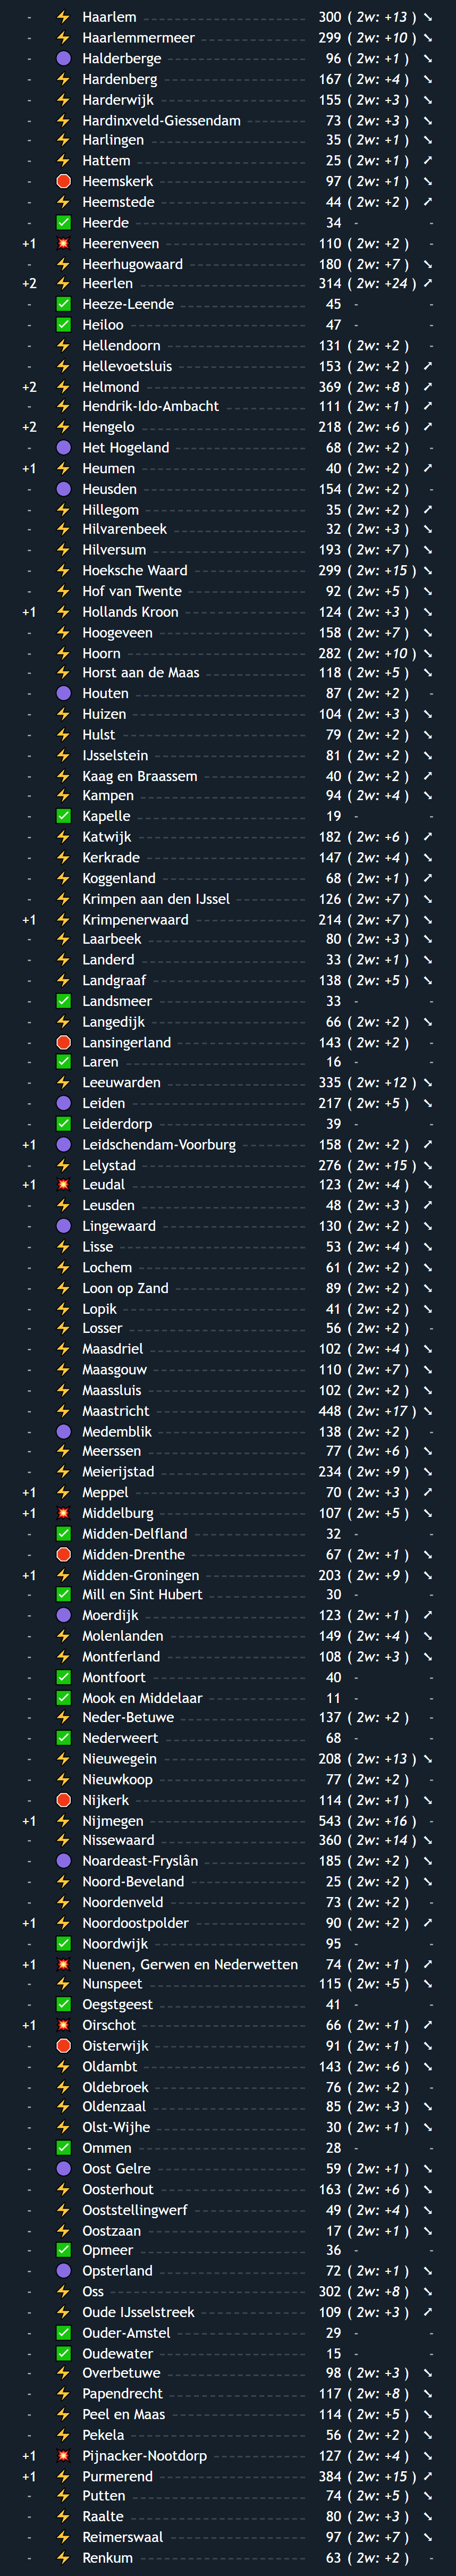 - ⚡ Haarlem 300 ( 2w: +13 ) ↘
- ⚡ Haarlemmermeer 299 ( 2w: +10 ) ↘
- 🟣 Halderberge 96 ( 2w: +1 ) ↘
- ⚡ Hardenberg 167 ( 2w: +4 ) ↘
- ⚡ Harderwijk 155 ( 2w: +3 ) ↘
- ⚡ Hardinxveld-Giessendam 73 ( 2w: +3 ) ↘
- ⚡ Harlingen 35 ( 2w: +1 ) ↘
- ⚡ Hattem 25 ( 2w: +1 ) ↗
- 🛑 Heemskerk 97 ( 2w: +1 ) ↘
- ⚡ Heemstede 44 ( 2w: +2 ) ↗
- ✅ Heerde 34 - -
+1 💥 Heerenveen 110 ( 2w: +2 ) -
- ⚡ Heerhugowaard 180 ( 2w: +7 ) ↘
+2 ⚡ Heerlen 314 ( 2w: +24 ) ↗
- ✅ Heeze-Leende 45 - -
- ✅ Heiloo 47 - -
- ⚡ Hellendoorn 131 ( 2w: +2 ) -
- ⚡ Hellevoetsluis 153 ( 2w: +2 ) ↗
+2 ⚡ Helmond 369 ( 2w: +8 ) ↗
- ⚡ Hendrik-Ido-Ambacht 111 ( 2w: +1 ) ↗
+2 ⚡ Hengelo 218 ( 2w: +6 ) ↗
- 🟣 Het Hogeland 68 ( 2w: +2 ) -
+1 ⚡ Heumen 40 ( 2w: +2 ) ↗
- 🟣 Heusden 154 ( 2w: +2 ) -
- ⚡ Hillegom 35 ( 2w: +2 ) ↗
- ⚡ Hilvarenbeek 32 ( 2w: +3 ) ↘
- ⚡ Hilversum 193 ( 2w: +7 ) ↘
- ⚡ Hoeksche Waard 299 ( 2w: +15 ) ↘
- ⚡ Hof van Twente 92 ( 2w: +5 ) ↘
+1 ⚡ Hollands Kroon 124 ( 2w: +3 ) ↘
- ⚡ Hoogeveen 158 ( 2w: +7 ) ↘
- ⚡ Hoorn 282 ( 2w: +10 ) ↘
- ⚡ Horst aan de Maas 118 ( 2w: +5 ) ↘
- 🟣 Houten 87 ( 2w: +2 ) -
- ⚡ Huizen 104 ( 2w: +3 ) ↘
- ⚡ Hulst 79 ( 2w: +2 ) ↘
- ⚡ IJsselstein 81 ( 2w: +2 ) ↘
- ⚡ Kaag en Braassem 40 ( 2w: +2 ) ↗
- ⚡ Kampen 94 ( 2w: +4 ) ↘
- ✅ Kapelle 19 - -
- ⚡ Katwijk 182 ( 2w: +6 ) ↗
- ⚡ Kerkrade 147 ( 2w: +4 ) ↘
- ⚡ Koggenland 68 ( 2w: +1 ) ↗
- ⚡ Krimpen aan den IJssel 126 ( 2w: +7 ) ↘
+1 ⚡ Krimpenerwaard 214 ( 2w: +7 ) ↘
- ⚡ Laarbeek 80 ( 2w: +3 ) ↘
- ⚡ Landerd 33 ( 2w: +1 ) ↘
- ⚡ Landgraaf 138 ( 2w: +5 ) ↘
- ✅ Landsmeer 33 - -
- ⚡ Langedijk 66 ( 2w: +2 ) ↘
- 🛑 Lansingerland 143 ( 2w: +2 ) -
- ✅ Laren 16 - -
- ⚡ Leeuwarden 335 ( 2w: +12 ) ↘
- 🟣 Leiden 217 ( 2w: +5 ) ↘
- ✅ Leiderdorp 39 - -
+1 🟣 Leidschendam-Voorburg 158 ( 2w: +2 ) ↗
- ⚡ Lelystad 276 ( 2w: +15 ) ↘
+1 💥 Leudal 123 ( 2w: +4 ) ↘
- ⚡ Leusden 48 ( 2w: +3 ) ↗
- 🟣 Lingewaard 130 ( 2w: +2 ) ↘
- ⚡ Lisse 53 ( 2w: +4 ) ↘
- ⚡ Lochem 61 ( 2w: +2 ) ↘
- ⚡ Loon op Zand 89 ( 2w: +2 ) ↘
- ⚡ Lopik 41 ( 2w: +2 ) ↘
- ⚡ Losser 56 ( 2w: +2 ) -
- ⚡ Maasdriel 102 ( 2w: +4 ) ↘
- ⚡ Maasgouw 110 ( 2w: +7 ) ↘
- ⚡ Maassluis 102 ( 2w: +2 ) ↘
- ⚡ Maastricht 448 ( 2w: +17 ) ↘
- 🟣 Medemblik 138 ( 2w: +2 ) -
- ⚡ Meerssen 77 ( 2w: +6 ) ↘
- ⚡ Meierijstad 234 ( 2w: +9 ) ↘
+1 ⚡ Meppel 70 ( 2w: +3 ) ↗
+1 💥 Middelburg 107 ( 2w: +5 ) ↘
- ✅ Midden-Delfland 32 - -
- 🛑 Midden-Drenthe 67 ( 2w: +1 ) ↘
+1 ⚡ Midden-Groningen 203 ( 2w: +9 ) ↘
- ✅ Mill en Sint Hubert 30 - -
- 🟣 Moerdijk 123 ( 2w: +1 ) ↗
- ⚡ Molenlanden 149 ( 2w: +4 ) ↘
- ⚡ Montferland 108 ( 2w: +3 ) ↘
- ✅ Montfoort 40 - -
- ✅ Mook en Middelaar 11 - -
- ⚡ Neder-Betuwe 137 ( 2w: +2 ) -
- ✅ Nederweert 68 - -
- ⚡ Nieuwegein 208 ( 2w: +13 ) ↘
- ⚡ Nieuwkoop 77 ( 2w: +2 ) -
- 🛑 Nijkerk 114 ( 2w: +1 ) ↘
+1 ⚡ Nijmegen 543 ( 2w: +16 ) -
- ⚡ Nissewaard 360 ( 2w: +14 ) ↘
- 🟣 Noardeast-Fryslân 185 ( 2w: +2 ) ↘
- ⚡ Noord-Beveland 25 ( 2w: +2 ) ↘
- ⚡ Noordenveld 73 ( 2w: +2 ) -
+1 ⚡ Noordoostpolder 90 ( 2w: +2 ) ↗
- ✅ Noordwijk 95 - -
+1 💥 Nuenen, Gerwen en Nederwetten 74 ( 2w: +1 ) ↗
- ⚡ Nunspeet 115 ( 2w: +5 ) ↘
- ✅ Oegstgeest 41 - -
+1 💥 Oirschot 66 ( 2w: +1 ) ↗
- 🛑 Oisterwijk 91 ( 2w: +1 ) ↘
- ⚡ Oldambt 143 ( 2w: +6 ) ↘
- ⚡ Oldebroek 76 ( 2w: +2 ) -
- ⚡ Oldenzaal 85 ( 2w: +3 ) ↘
- ⚡ Olst-Wijhe 30 ( 2w: +1 ) ↘
- ✅ Ommen 28 - -
- 🟣 Oost Gelre 59 ( 2w: +1 ) ↘
- ⚡ Oosterhout 163 ( 2w: +6 ) ↘
- ⚡ Ooststellingwerf 49 ( 2w: +4 ) ↘
- ⚡ Oostzaan 17 ( 2w: +1 ) ↘
- ✅ Opmeer 36 - -
- 🟣 Opsterland 72 ( 2w: +1 ) ↘
- ⚡ Oss 302 ( 2w: +8 ) ↘
- ⚡ Oude IJsselstreek 109 ( 2w: +3 ) ↗
- ✅ Ouder-Amstel 29 - -
- ✅ Oudewater 15 - -
- ⚡ Overbetuwe 98 ( 2w: +3 ) ↘
- ⚡ Papendrecht 117 ( 2w: +8 ) ↘
- ⚡ Peel en Maas 114 ( 2w: +5 ) ↘
- ⚡ Pekela 56 ( 2w: +2 ) ↘
+1 💥 Pijnacker-Nootdorp 127 ( 2w: +4 ) ↘
+1 ⚡ Purmerend 384 ( 2w: +15 ) ↗
- ⚡ Putten 74 ( 2w: +5 ) ↘
- ⚡ Raalte 80 ( 2w: +3 ) ↘
- ⚡ Reimerswaal 97 ( 2w: +7 ) ↘
- ⚡ Renkum 63 ( 2w: +2 ) -